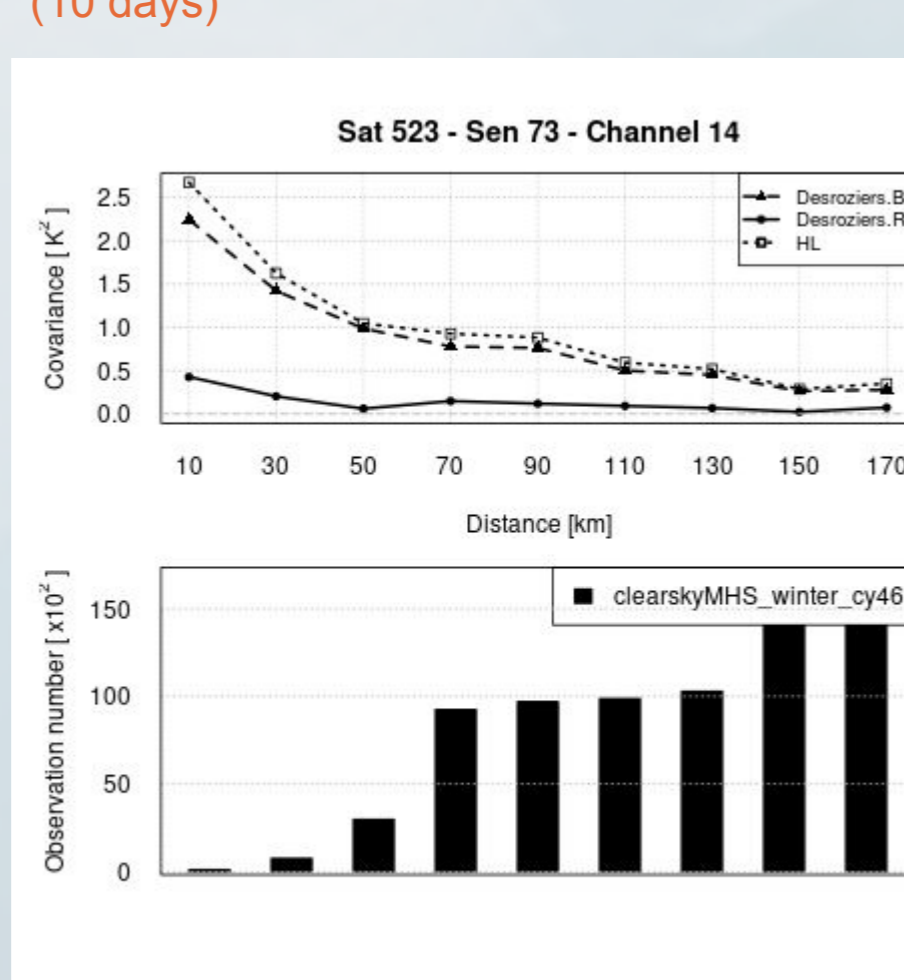 (10 days)
Sat 523 - Sen 73 - Channel 14
Covariance [ K² ]
2.5
2.0
1.5
1.0
0.5
0.0
Desroziers.B
Desroziers.R
HL
10 30 50 70 90 110 130 150 170
Distance [km]
Observation number [ x10² ]
150
100
50
0
clearskyMHS_winter_cy46